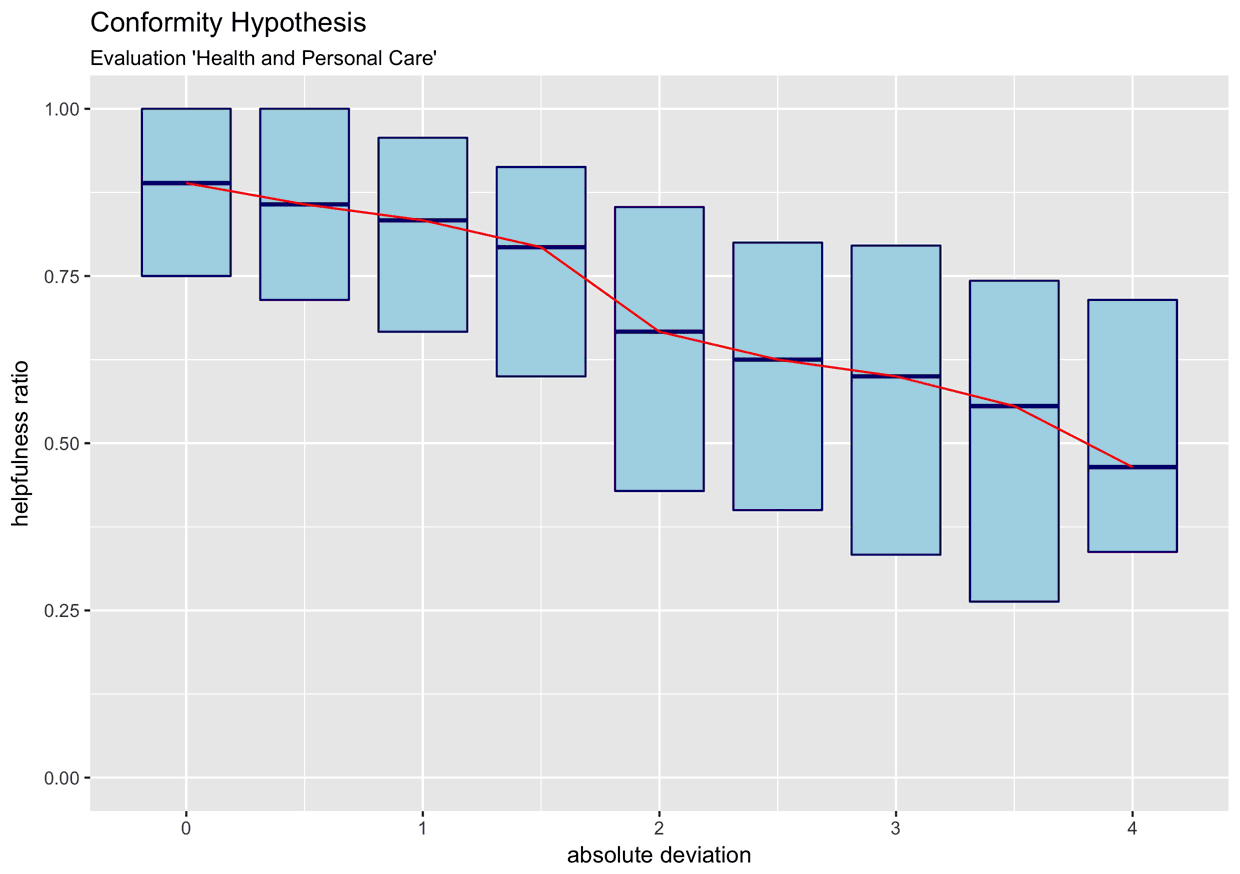 Conformity Hypothesis
Evaluation 'Health and Personal Care'
helpfulness ratio
1.00
0.75
0.50
0.25
0.00
0 1 2 3 4
absolute deviation